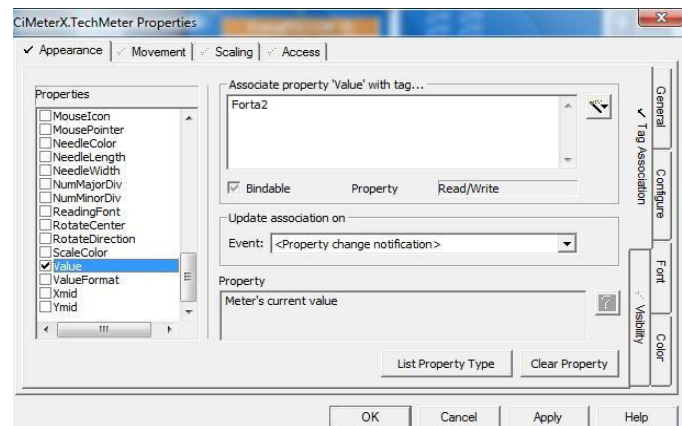 CiMeterX.TechMeter Properties
Appearance
Movement
Scaling
Access
Properties
MouseIcon
MousePointer
NeedleColor
NeedleLength
NeedleWidth
NumMajorDiv
NumMinorDiv
ReadingFont
RotateCenter
RotateDirection
ScaleColor
Value
ValueFormat
Xmid
Ymid
Associate property 'Value' with tag...
Forta2
Bindable
Property
Read/Write
Update association on
Event: <Property change notification>
Property
Meter's current value
List Property Type
Clear Property
General
Tag Association
Configure
Font
Visibility
Color
OK
Cancel
Apply
Help